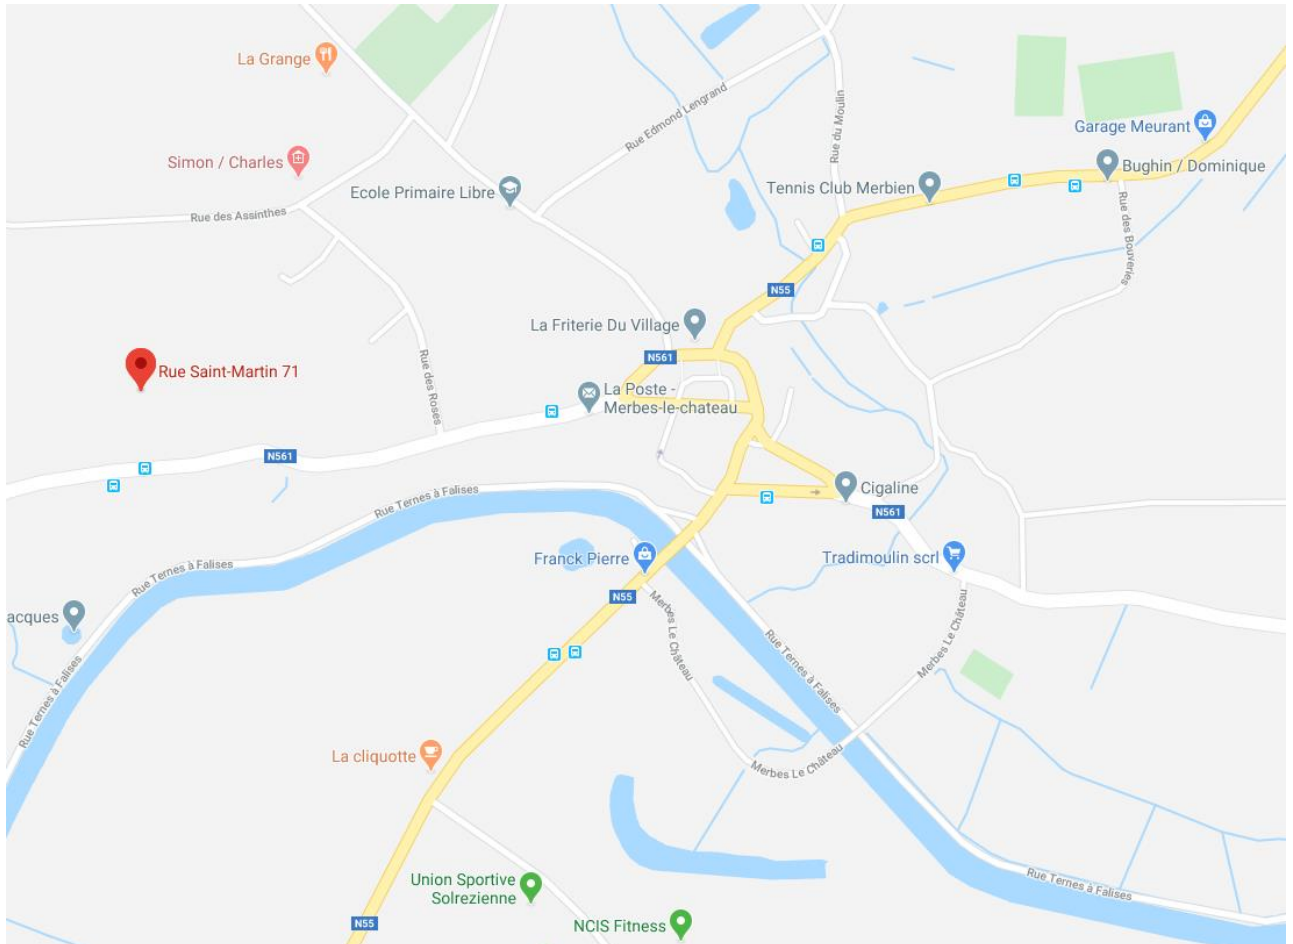 La Grange
Rue Edmond Lengrand
Rue du Moulin
Garage Meurant
Simon / Charles
Ecole Primaire Libre
Tennis Club Merbien
Bughin / Dominique
Rue des Assinthes
Rue des Bouveries
N55
La Friterie Du Village
N561
Rue Saint-Martin 71
Rue des Roses
La Poste -
Merbes-le-chateau
N561
Rue Ternes à Falises
Cigaline
N561
Rue Ternes à Falises
Franck Pierre
Tradimoulin scrl
N55
acques
Merbes Le Château
Merbes Le Château
Rue Ternes à Falises
Rue Ternes à Falises
La cliquotte
Merbes Le Château
Union Sportive
Solrezienne
Rue Ternes à Falises
N55
NCIS Fitness